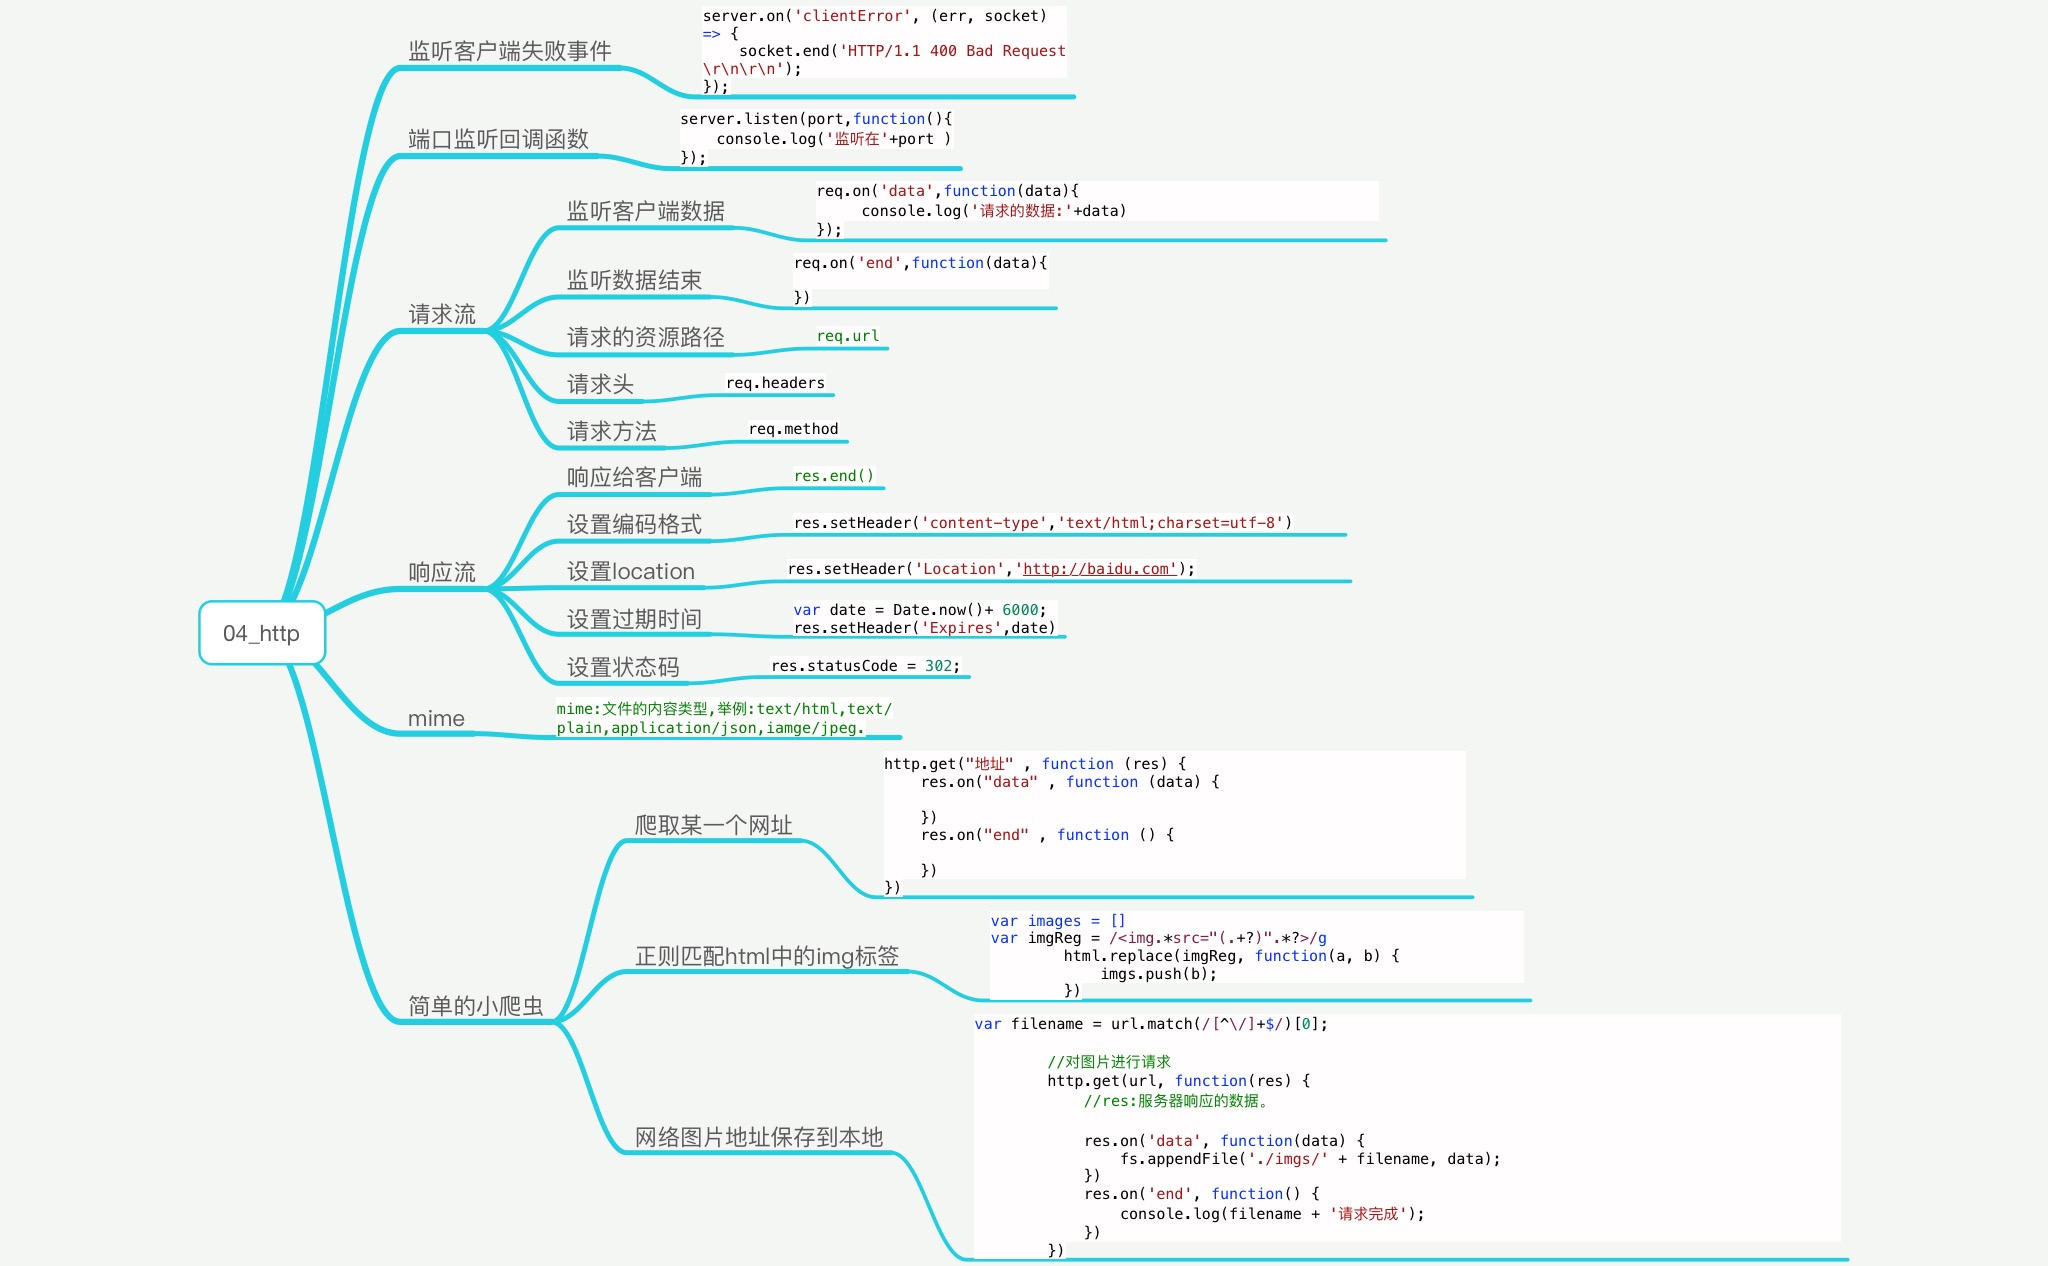 04_http
监听客户端失败事件
server.on('clientError', (err, socket)
=> {
    socket.end('HTTP/1.1 400 Bad Request
\r\n\r\n');
});
端口监听回调函数
server.listen(port,function(){
    console.log('监听在'+port )
});
请求流
监听客户端数据
req.on('data',function(data){
     console.log('请求的数据:'+data)
});
监听数据结束
req.on('end',function(data){
})
请求的资源路径
req.url
请求头
req.headers
请求方法
req.method
响应流
响应给客户端
res.end()
设置编码格式
res.setHeader('content-type','text/html;charset=utf-8')
设置location
res.setHeader('Location','http://baidu.com');
设置过期时间
var date = Date.now()+ 6000;
res.setHeader('Expires',date)
设置状态码
res.statusCode = 302;
mime
mime:文件的内容类型,举例:text/html,text/
plain,application/json,iamge/jpeg.
简单的小爬虫
爬取某一个网址
http.get("地址" , function (res) {
    res.on("data" , function (data) {
    })
    res.on("end" , function () {
    })
})
正则匹配html中的img标签
var images = []
var imgReg = /<img.*src="(.+?)".*?>/g
        html.replace(imgReg, function(a, b) {
            imgs.push(b);
        })
网络图片地址保存到本地
var filename = url.match(/[^\/]+$/)[0];
        //对图片进行请求
        http.get(url, function(res) {
            //res:服务器响应的数据。
            res.on('data', function(data) {
                fs.appendFile('./imgs/' + filename, data);
            })
            res.on('end', function() {
                console.log(filename + '请求完成');
            })
        })